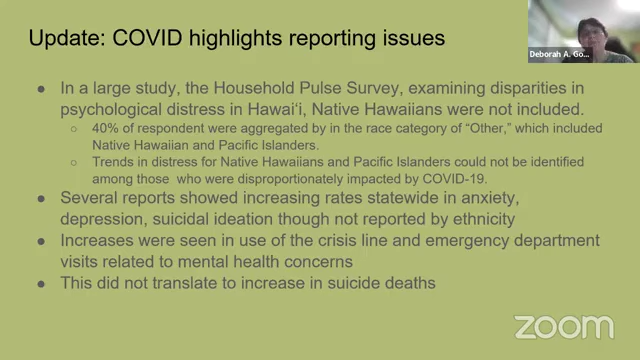 Update: COVID highlights reporting issues
Deborah A. Go...
● In a large study, the Household Pulse Survey, examining disparities in
psychological distress in Hawai‘i, Native Hawaiians were not included.
○ 40% of respondent were aggregated by in the race category of “Other,” which included
Native Hawaiian and Pacific Islanders.
○ Trends in distress for Native Hawaiians and Pacific Islanders could not be identified
among those who were disproportionately impacted by COVID-19.
● Several reports showed increasing rates statewide in anxiety,
depression, suicidal ideation though not reported by ethnicity
● Increases were seen in use of the crisis line and emergency department
visits related to mental health concerns
● This did not translate to increase in suicide deaths
zoom